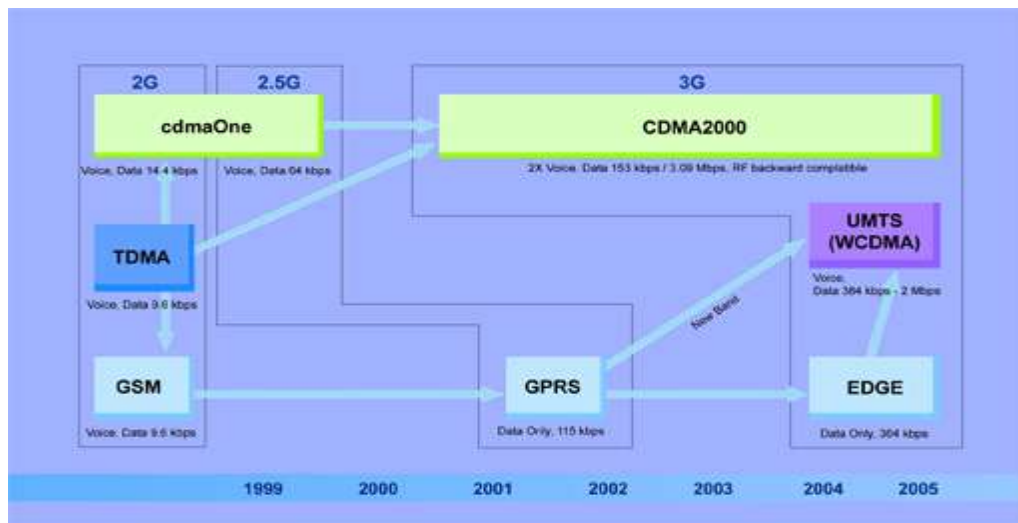 2G
2.5G
3G
cdmaOne
CDMA2000
Voice, Data 14.4 kbps
Voice, Data 64 kbps
2X Voice. Data 153 kbps / 3.09 Mbps, RF backward compatible
TDMA
UMTS
(WCDMA)
Voice, Data 9.6 kbps
Voice,
Data 384 kbps - 2 Mbps
New Band
GSM
GPRS
EDGE
Voice, Data 9.6 kbps
Data Only, 115 kbps
Data Only, 384 kbps
1999
2000
2001
2002
2003
2004
2005